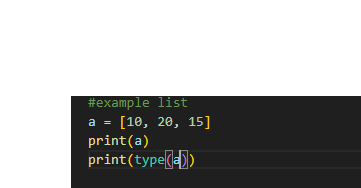 #example list
a = [10, 20, 15]
print(a)
print(type(a))